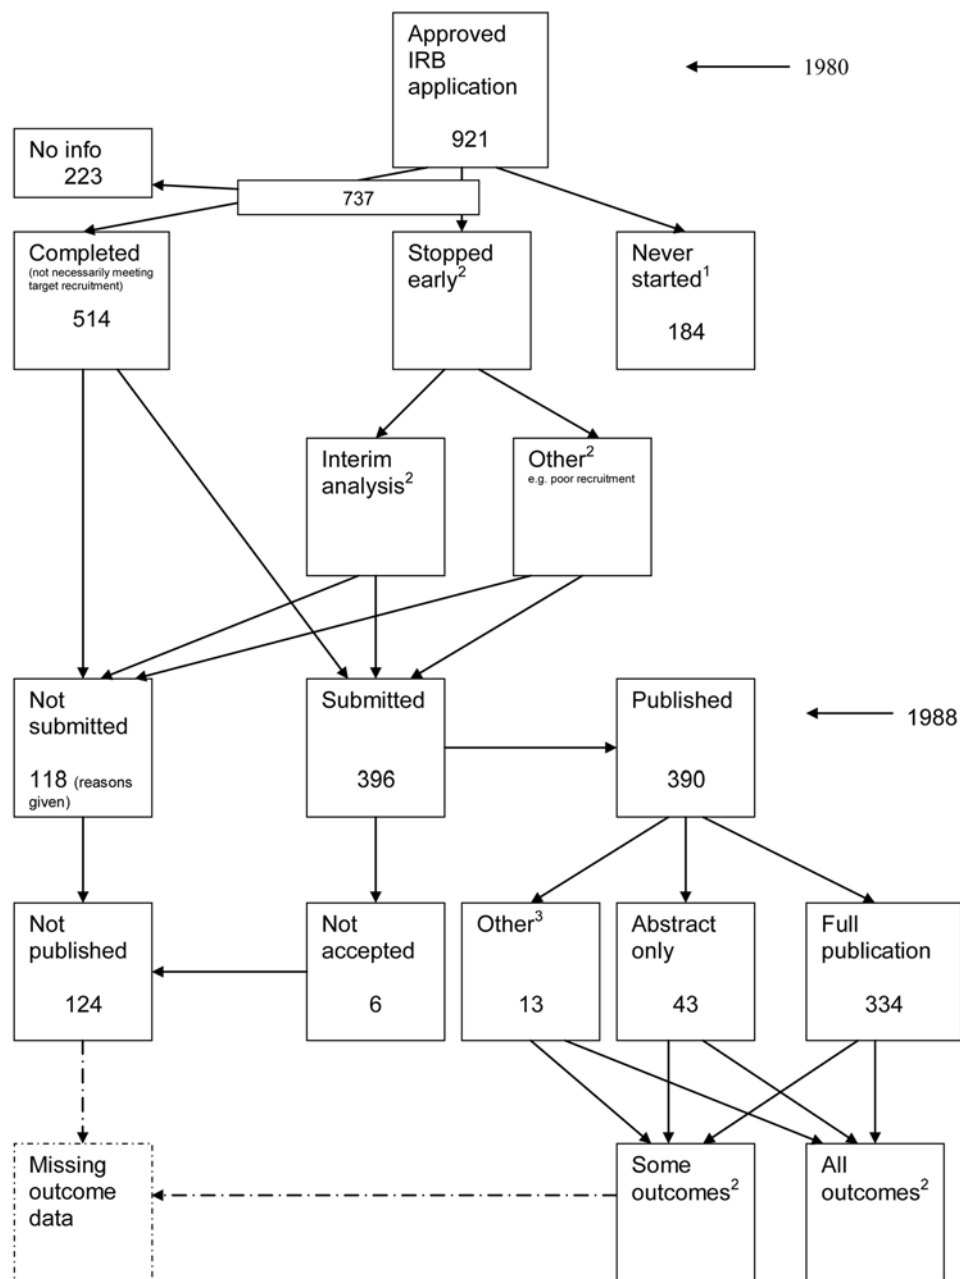 Approved
IRB
application
921
1980
No info
223
737
Completed
(not necessarily meeting
target recruitment)
514
Stopped
early²
Never
started¹
184
Interim
analysis²
Other²
e.g. poor recruitment
Not
submitted
118 (reasons
given)
Submitted
396
Published
390
1988
Not
published
124
Not
accepted
6
Other³
13
Abstract
only
43
Full
publication
334
Missing
outcome
data
Some
outcomes²
All
outcomes²